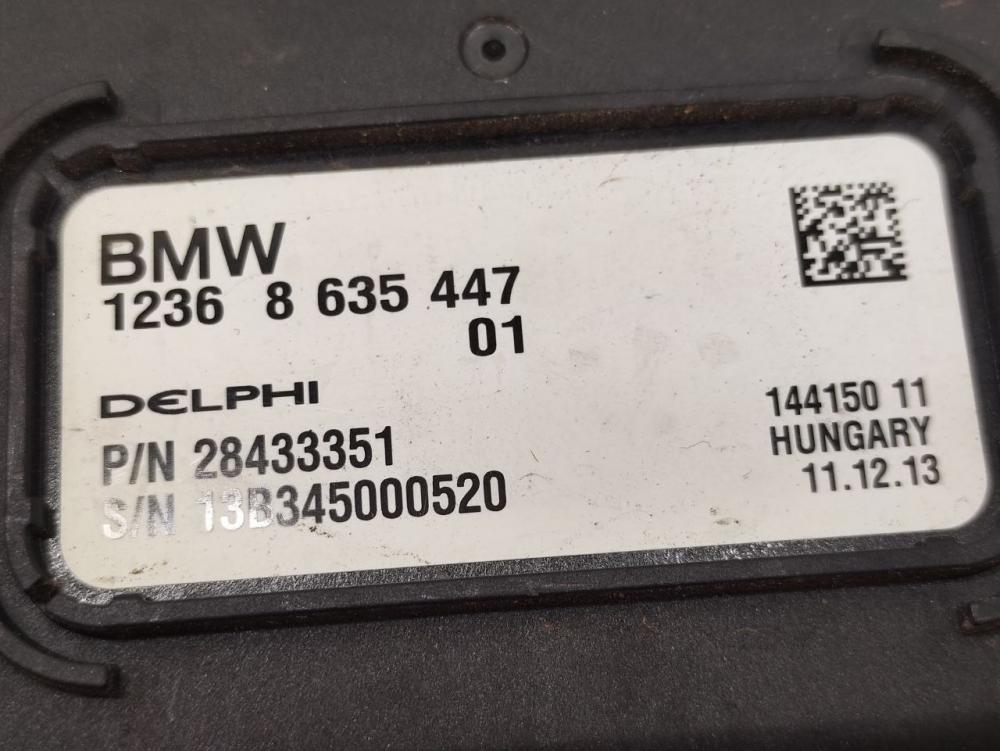 BMW
1236 8 635 447
01
DELPHI
P/N 28433351
S/N 13B345000520
144150 11
HUNGARY
11.12.13